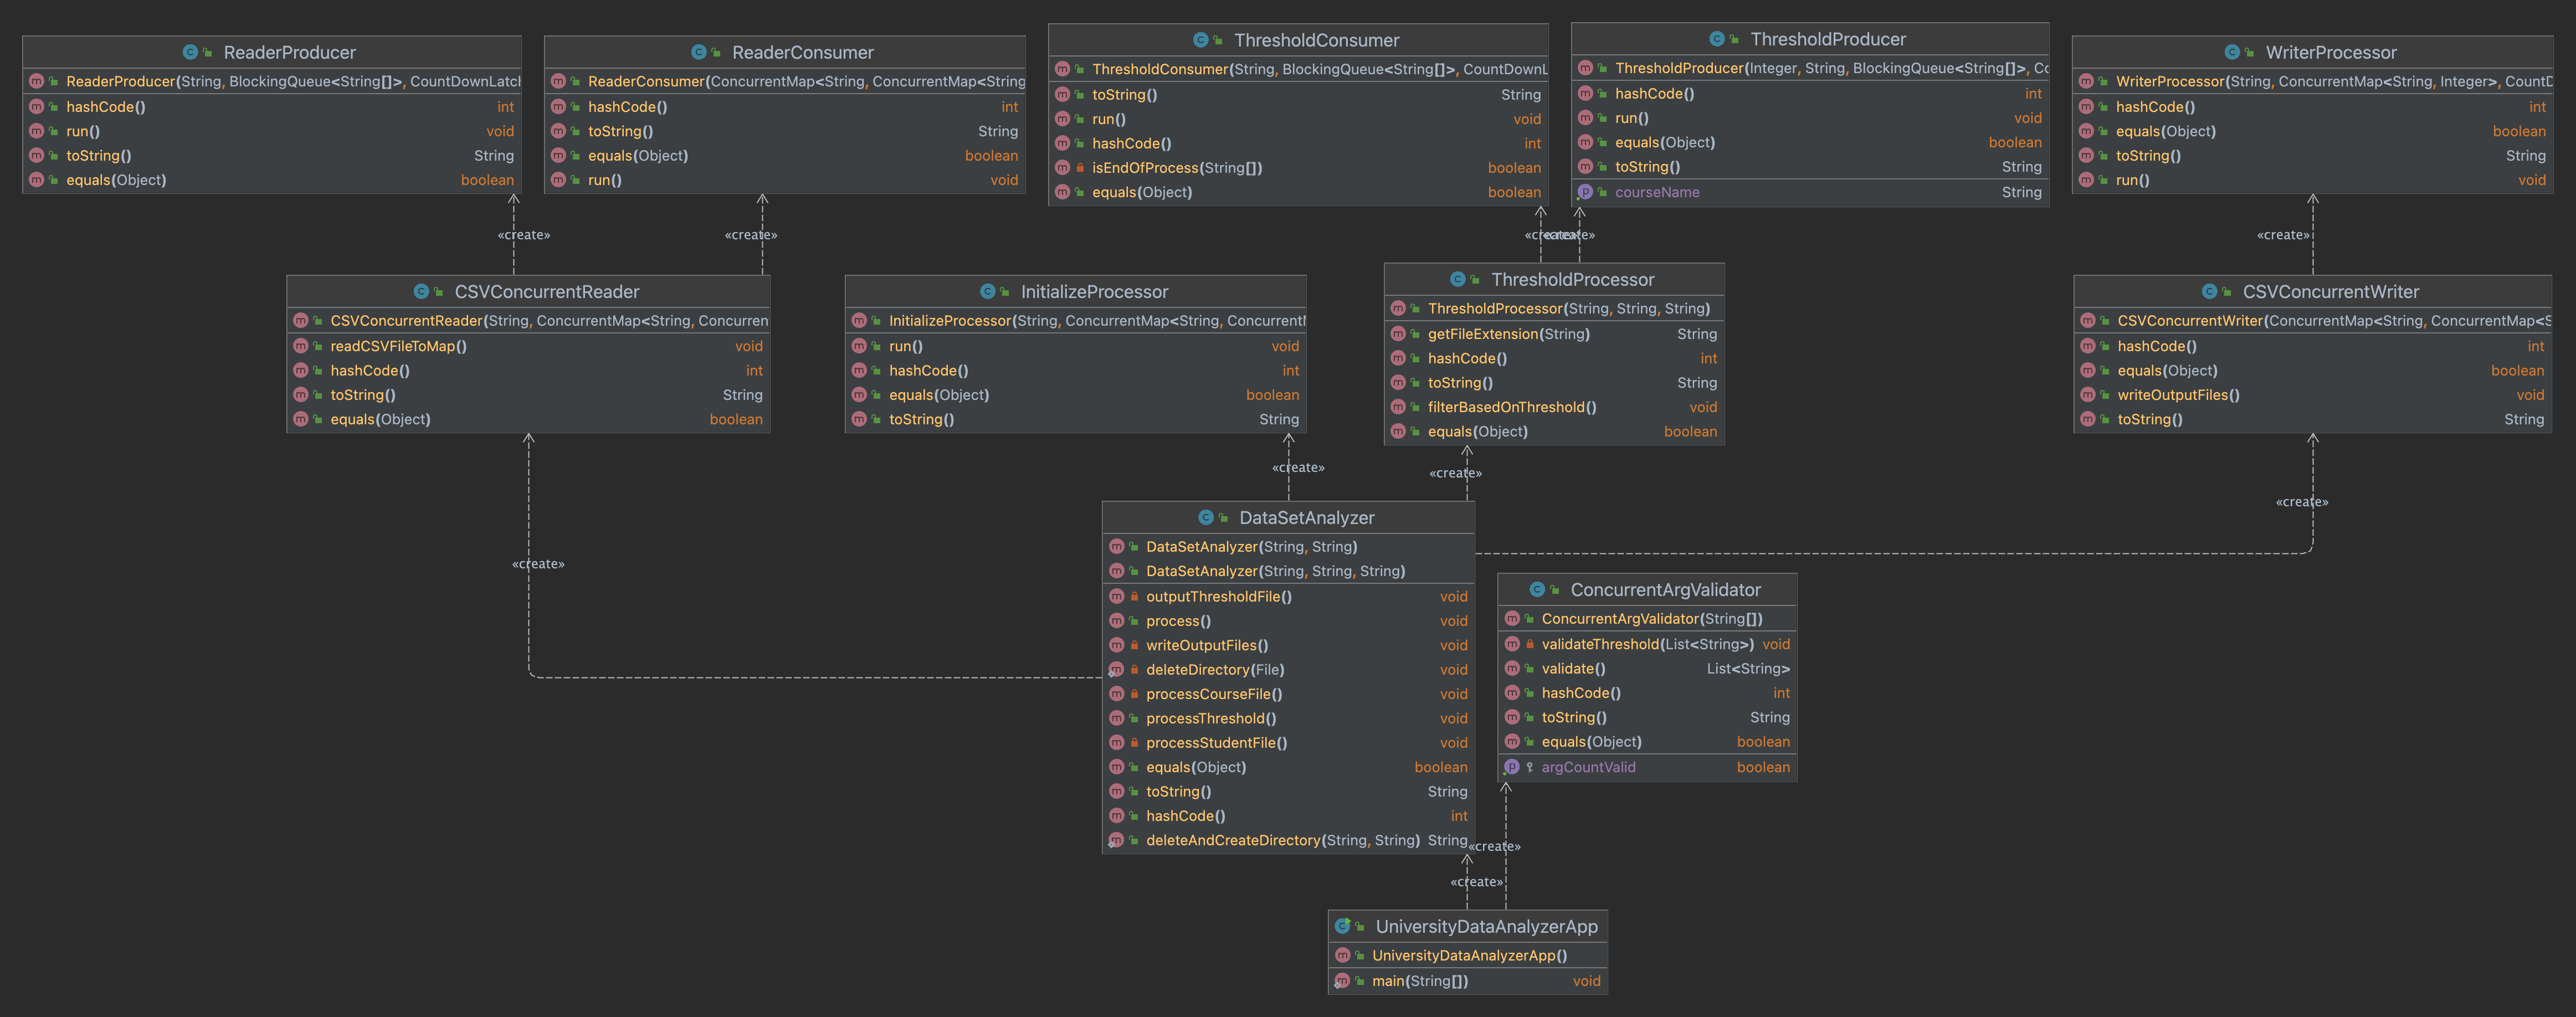 ReaderProducer
ReaderProducer(String, BlockingQueue<String[]>, CountDownLatch
hashCode() int
run() void
toString() String
equals(Object) boolean
ReaderConsumer
ReaderConsumer(ConcurrentMap<String, ConcurrentMap<String
hashCode() int
toString() String
equals(Object) boolean
run() void
ThresholdConsumer
ThresholdConsumer(String, BlockingQueue<String[]>, CountDownL
toString() String
run() void
hashCode() int
isEndOfProcess(String[]) boolean
equals(Object) boolean
ThresholdProducer
ThresholdProducer(Integer, String, BlockingQueue<String[]>, Co
hashCode() int
run() void
equals(Object) boolean
toString() String
courseName String
WriterProcessor
WriterProcessor(String, ConcurrentMap<String, Integer>, CountD
hashCode() int
equals(Object) boolean
toString() String
run() void
«create»
«create»
«create»
«create»
«create»
CSVConcurrentReader
CSVConcurrentReader(String, ConcurrentMap<String, Concurren
readCSVFileToMap() void
hashCode() int
toString() String
equals(Object) boolean
InitializeProcessor
InitializeProcessor(String, ConcurrentMap<String, Concurrent
run() void
hashCode() int
equals(Object) boolean
toString() String
ThresholdProcessor
ThresholdProcessor(String, String, String)
getFileExtension(String) String
hashCode() int
toString() String
filterBasedOnThreshold() void
equals(Object) boolean
CSVConcurrentWriter
CSVConcurrentWriter(ConcurrentMap<String, ConcurrentMap<S
hashCode() int
equals(Object) boolean
writeOutputFiles() void
toString() String
«create»
«create»
«create»
«create»
DataSetAnalyzer
DataSetAnalyzer(String, String)
DataSetAnalyzer(String, String, String)
outputThresholdFile() void
process() void
writeOutputFiles() void
deleteDirectory(File) void
processCourseFile() void
processThreshold() void
processStudentFile() void
equals(Object) boolean
toString() String
hashCode() int
deleteAndCreateDirectory(String, String) String
ConcurrentArgValidator
ConcurrentArgValidator(String[])
validateThreshold(List<String>) void
validate() List<String>
hashCode() int
toString() String
equals(Object) boolean
argCountValid boolean
«create»
«create»
UniversityDataAnalyzerApp
UniversityDataAnalyzerApp()
main(String[]) void